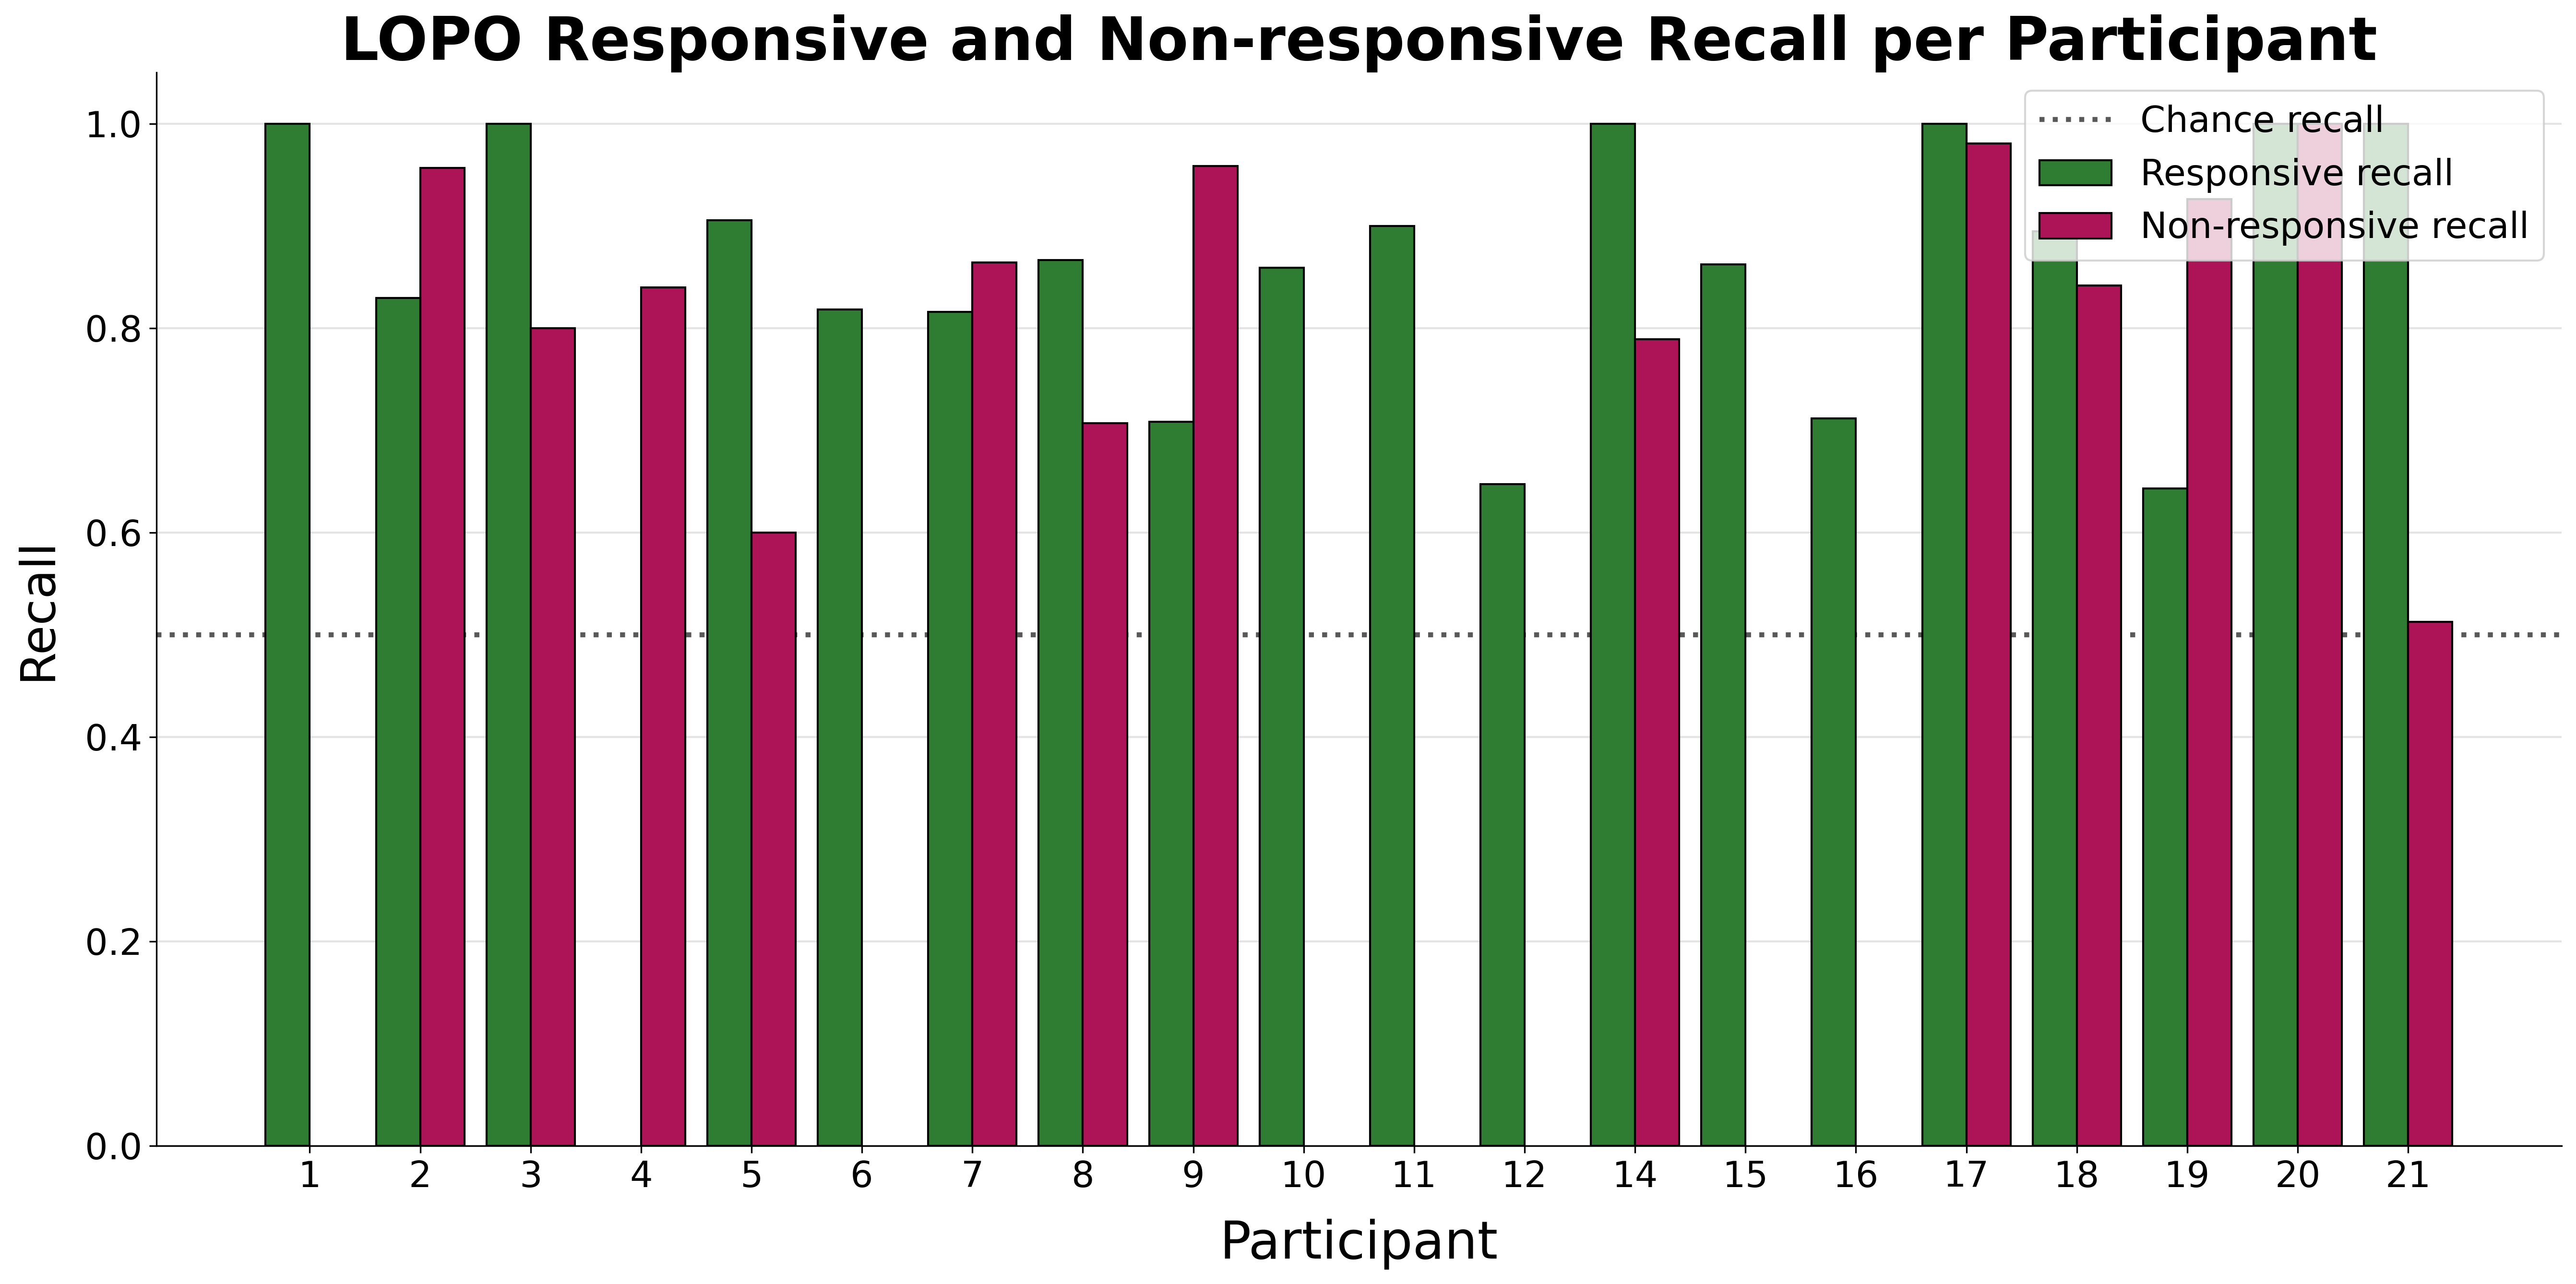 LOPO Responsive and Non-responsive Recall per Participant
Chance recall
Responsive recall
Non-responsive recall
Recall
1.0
0.8
0.6
0.4
0.2
0.0
1 2 3 4 5 6 7 8 9 10 11 12 14 15 16 17 18 19 20 21
Participant